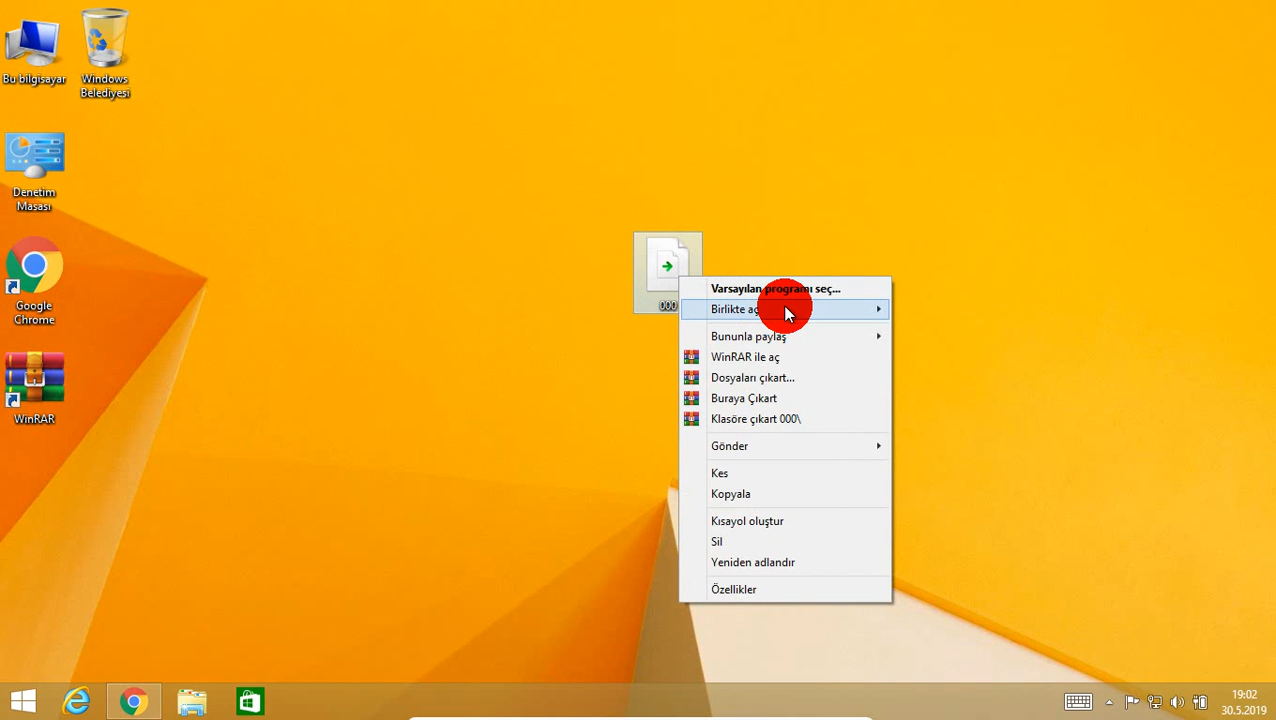 Bu bilgisayar
Windows
Belediyesi
Denetim
Masası
Google
Chrome
WinRAR
000
Varsayılan programı seç...
Birlikte aç
Bununla paylaş
WinRAR ile aç
Dosyaları çıkart...
Buraya Çıkart
Klasöre çıkart 000\
Gönder
Kes
Kopyala
Kısayol oluştur
Sil
Yeniden adlandır
Özellikler
19:02
30.5.2019